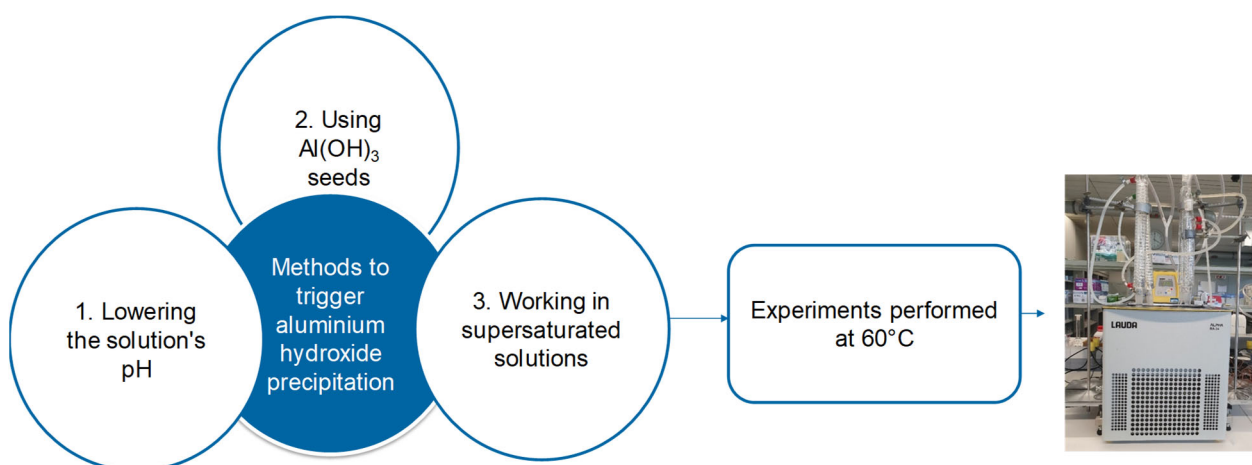 2. Using
Al(OH)₃
seeds
1. Lowering
the solution's
pH
Methods to
trigger
aluminium
hydroxide
precipitation
3. Working in
supersaturated
solutions
Experiments performed
at 60°C
LAUDA
ALPHA